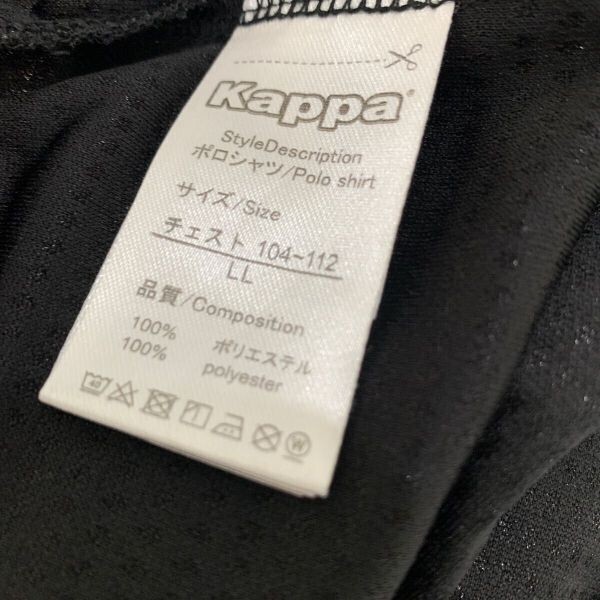 Kappa®
StyleDescription
ポロシャツ/Polo shirt
サイズ/Size
チェスト 104-112
LL
品質/Composition
100% ポリエステル
100% polyester
40
W